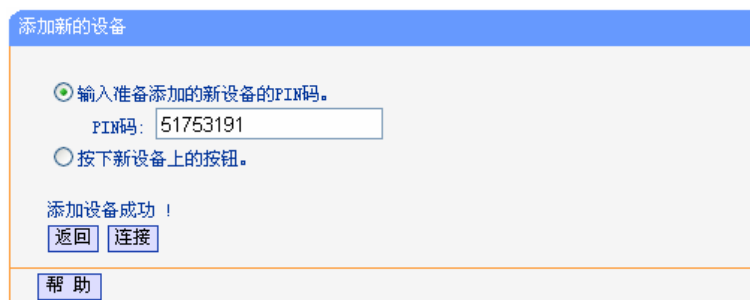 添加新的设备
输入准备添加的新设备的PIN码。
PIN码: 51753191
按下新设备上的按钮。
添加设备成功 !
返回 连接
帮 助